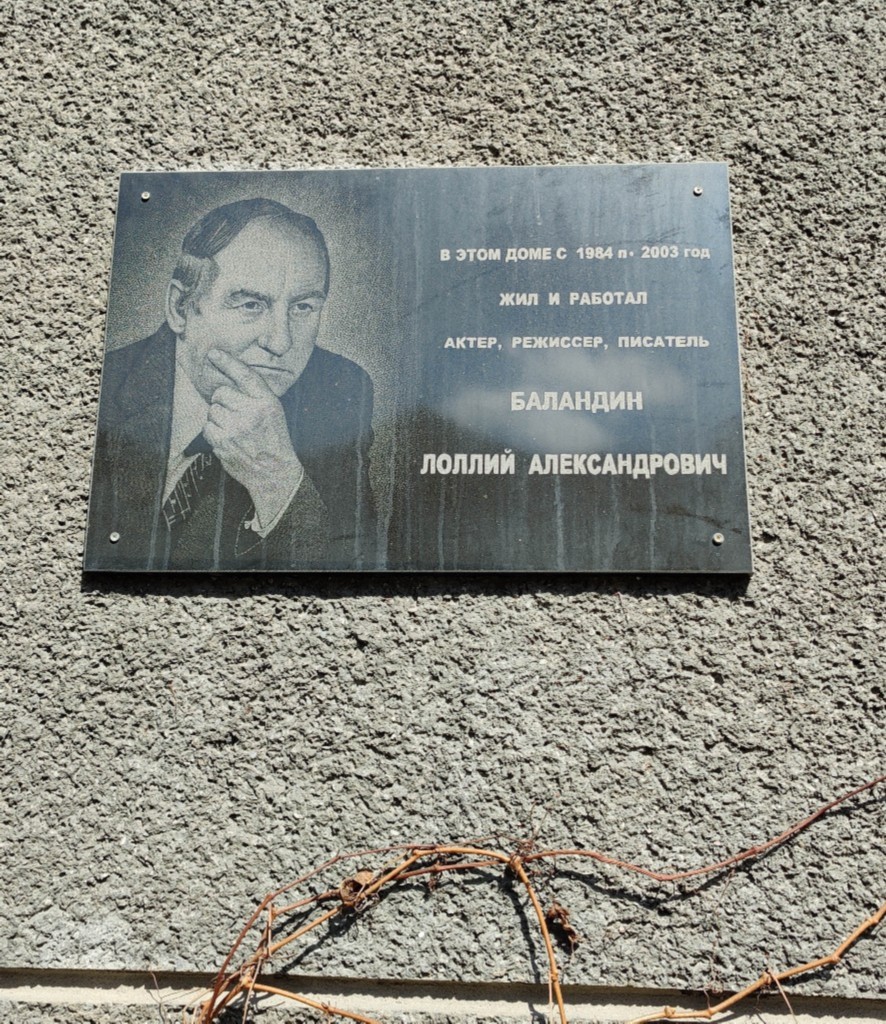 В ЭТОМ ДОМЕ С 1984 п. 2003 год
ЖИЛ И РАБОТАЛ
АКТЕР, РЕЖИССЕР, ПИСАТЕЛЬ
БАЛАНДИН
ЛОЛЛИЙ АЛЕКСАНДРОВИЧ